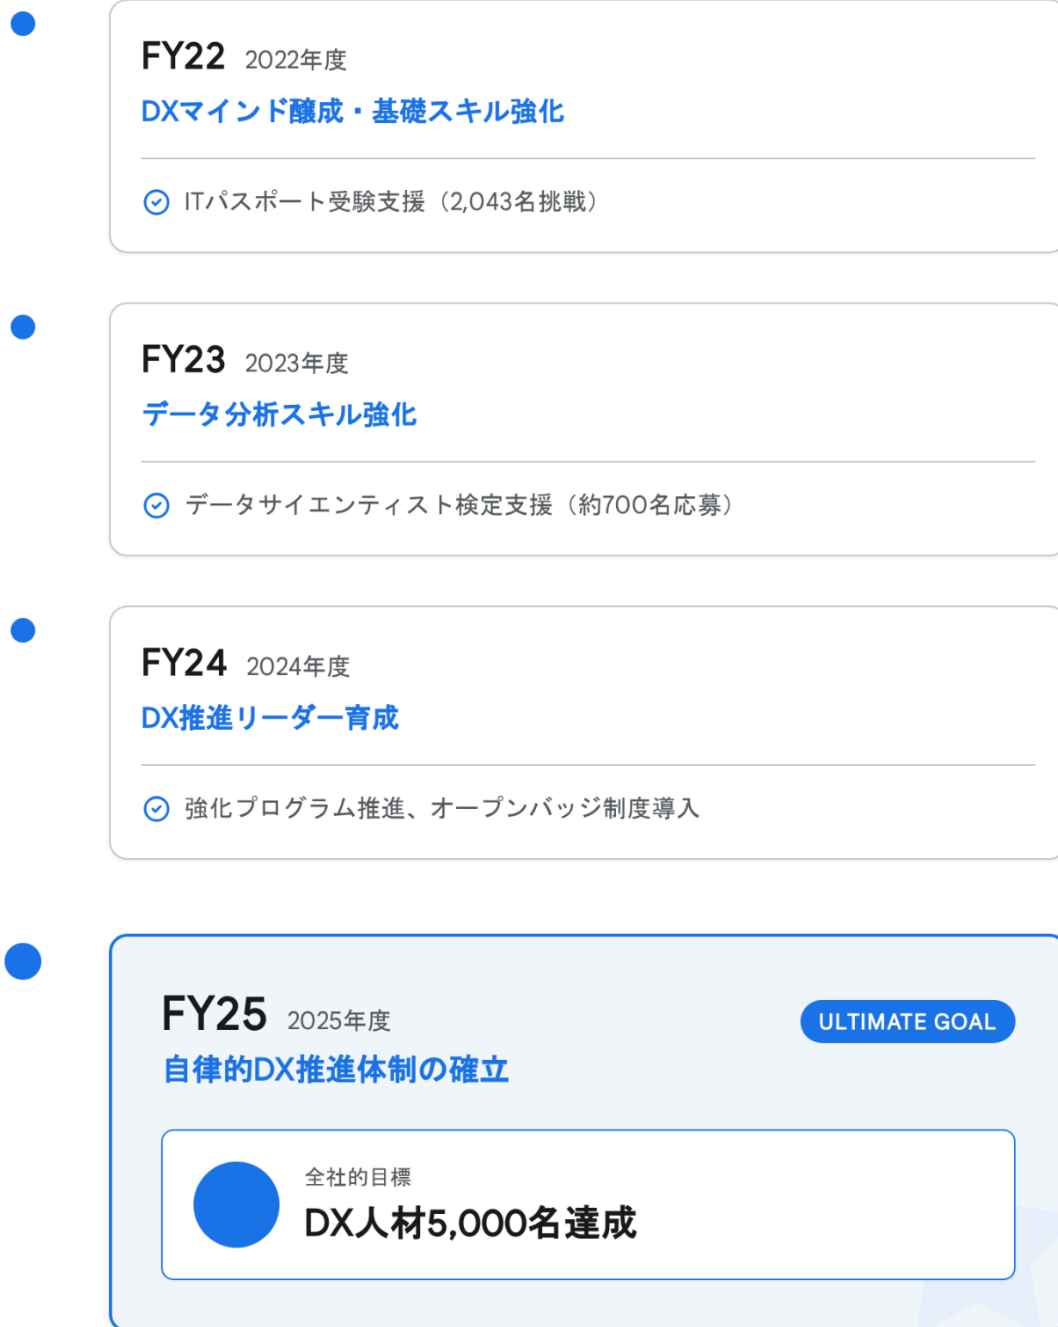 FY22 2022年度
DXマインド醸成・基礎スキル強化
ITパスポート受験支援（2,043名挑戦）
FY23 2023年度
データ分析スキル強化
データサイエンティスト検定支援（約700名応募）
FY24 2024年度
DX推進リーダー育成
強化プログラム推進、オープンバッジ制度導入
FY25 2025年度
ULTIMATE GOAL
自律的DX推進体制の確立
全社的目標
DX人材5,000名達成